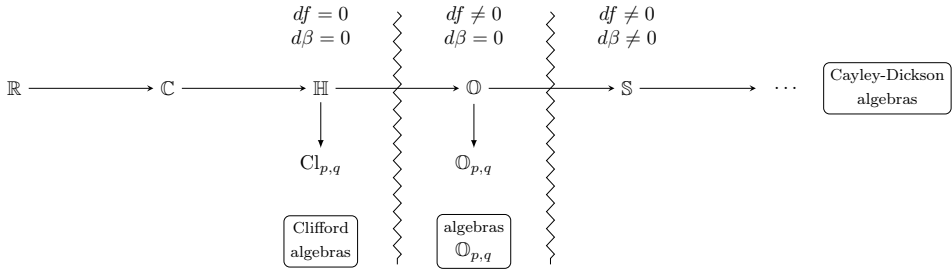 df = 0 df ≠ 0 df ≠ 0
dβ = 0 dβ = 0 dβ ≠ 0
ℝ ℂ ℍ 𝕆 𝕊 ··· Cayley-Dickson
algebras
Cl_{p,q} 𝕆_{p,q}
Clifford algebras
algebras 𝕆_{p,q}